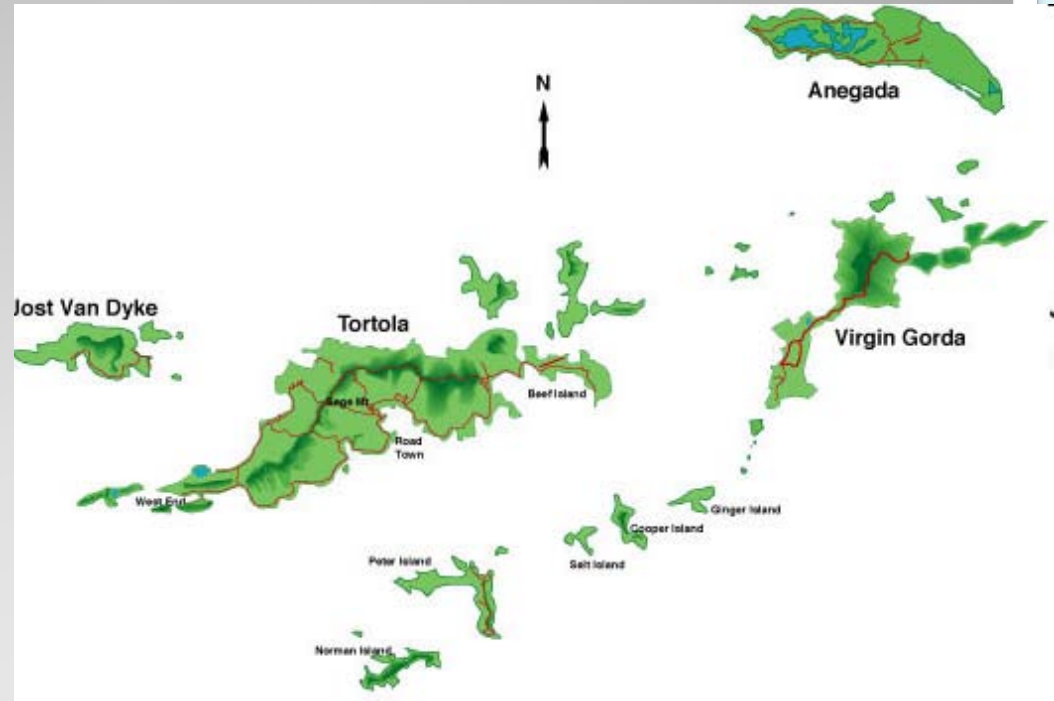 Anegada
N
Jost Van Dyke
Tortola
Virgin Gorda
Beef Island
Sage Mt
Road
Town
West End
Ginger Island
Cooper Island
Salt Island
Peter Island
Norman Island